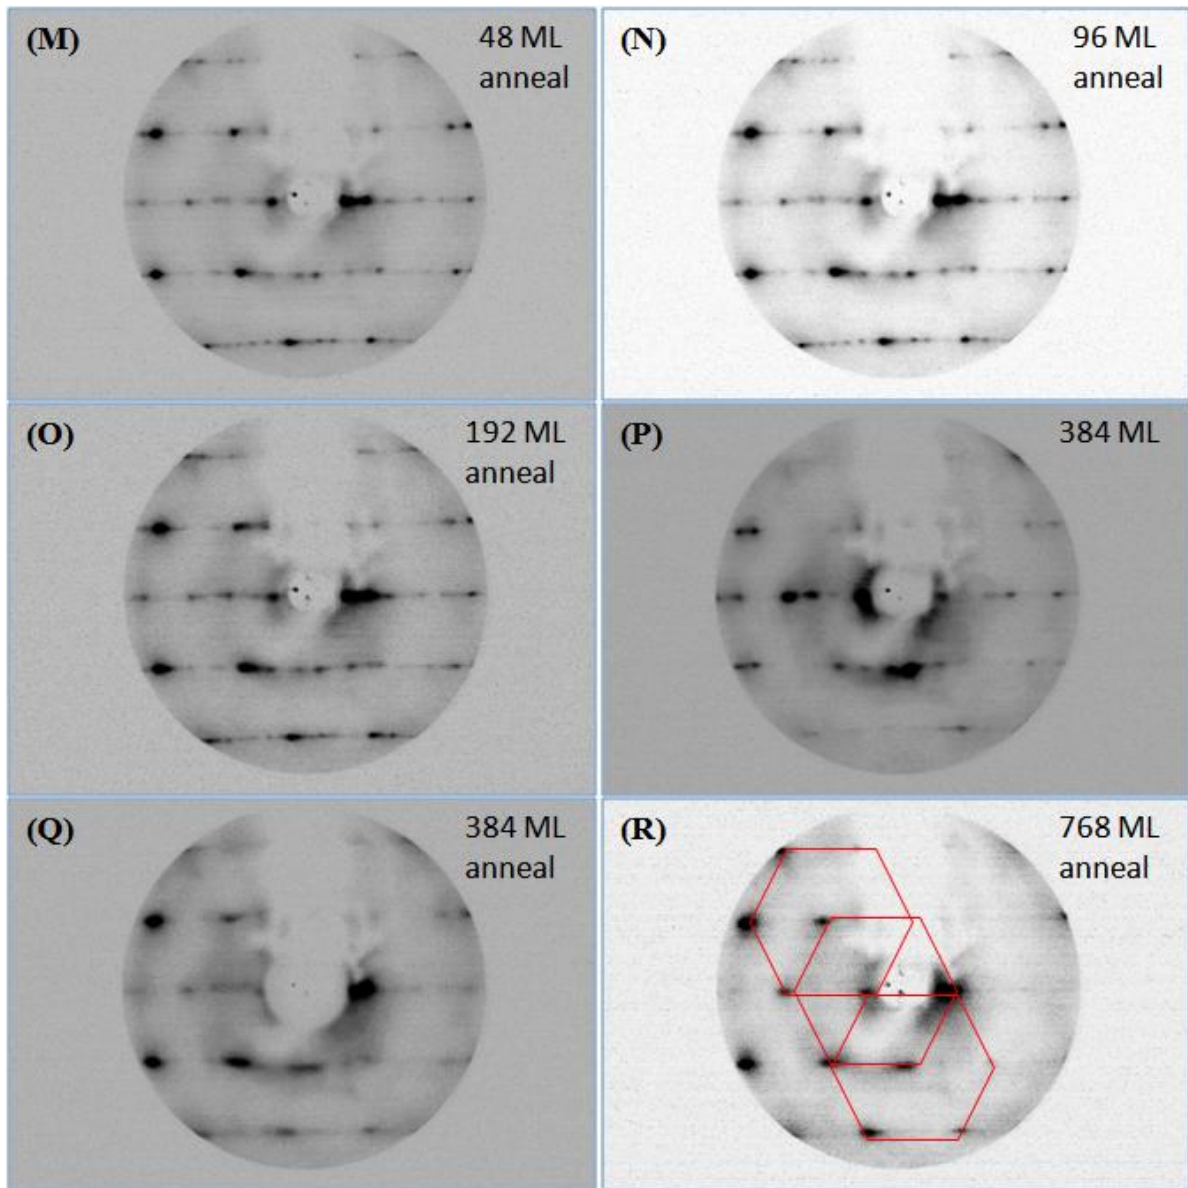 (M)
48 ML
anneal
(N)
96 ML
anneal
(O)
192 ML
anneal
(P)
384 ML
(Q)
384 ML
anneal
(R)
768 ML
anneal